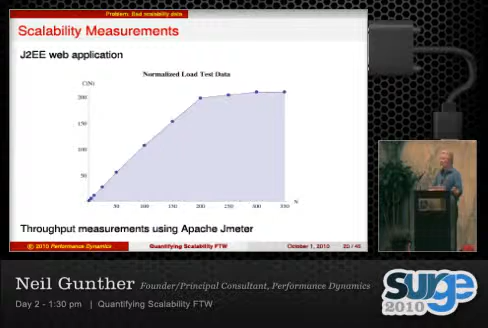 Problem: Bad scalability data
Scalability Measurements
J2EE web application
Normalized Load Test Data
C(N)
200
150
100
50
50 100 150 200 250 300 350 N
Throughput measurements using Apache Jmeter
© 2010 Performance Dynamics Quantifying Scalability FTW October 1, 2010 20 / 45
Neil Gunther Founder/Principal Consultant, Performance Dynamics
Day 2 - 1:30 pm | Quantifying Scalability FTW
surge
2010